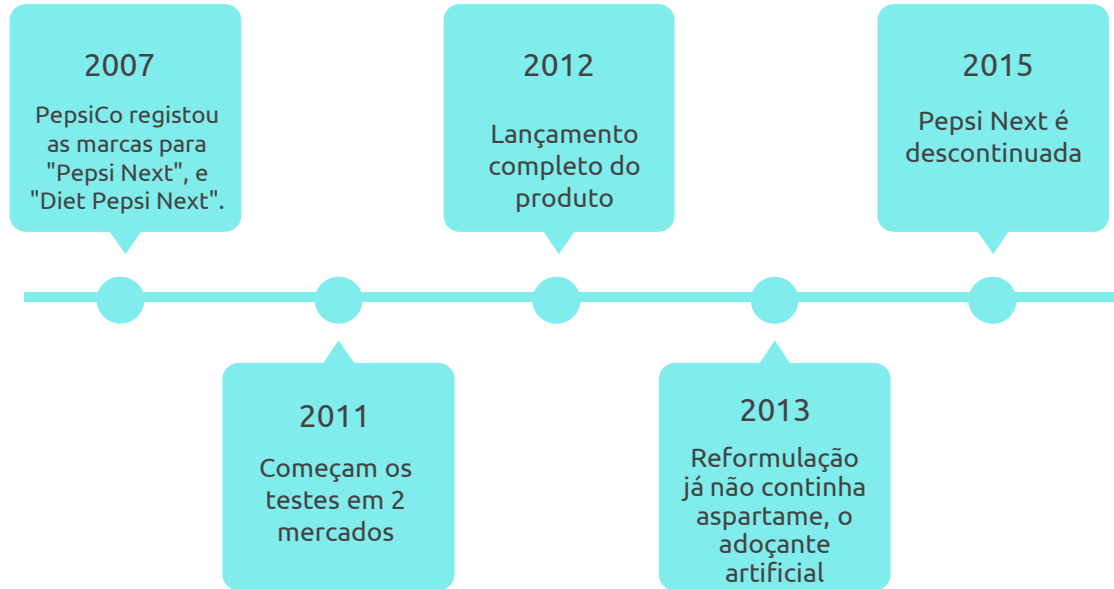 2007
PepsiCo registou
as marcas para
"Pepsi Next", e
"Diet Pepsi Next".
2011
Começam os
testes em 2
mercados
2012
Lançamento
completo do
produto
2013
Reformulação
já não continha
aspartame, o
adoçante
artificial
2015
Pepsi Next é
descontinuada